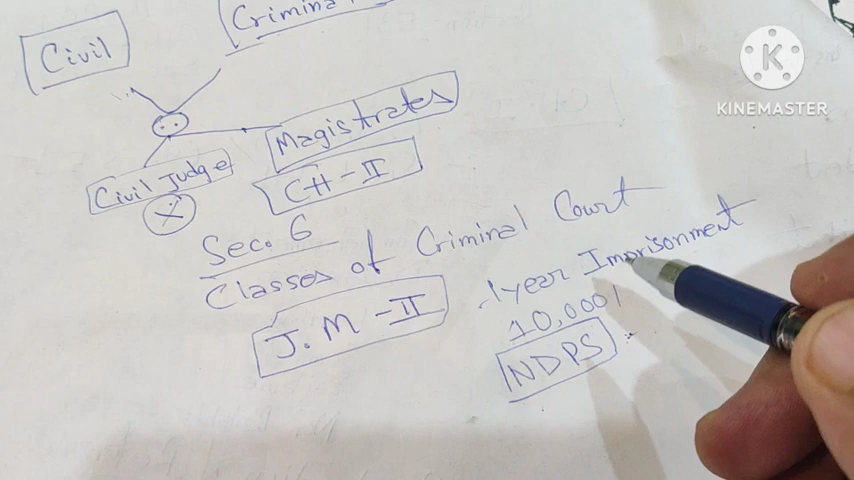 Criminal
Civil
KINEMASTER
Magistrates
Civil Judge
CH-II
X
Sec. 6
Classes of Criminal Court
1 year Imprisonment
J.M-II
10,000/
NDPS